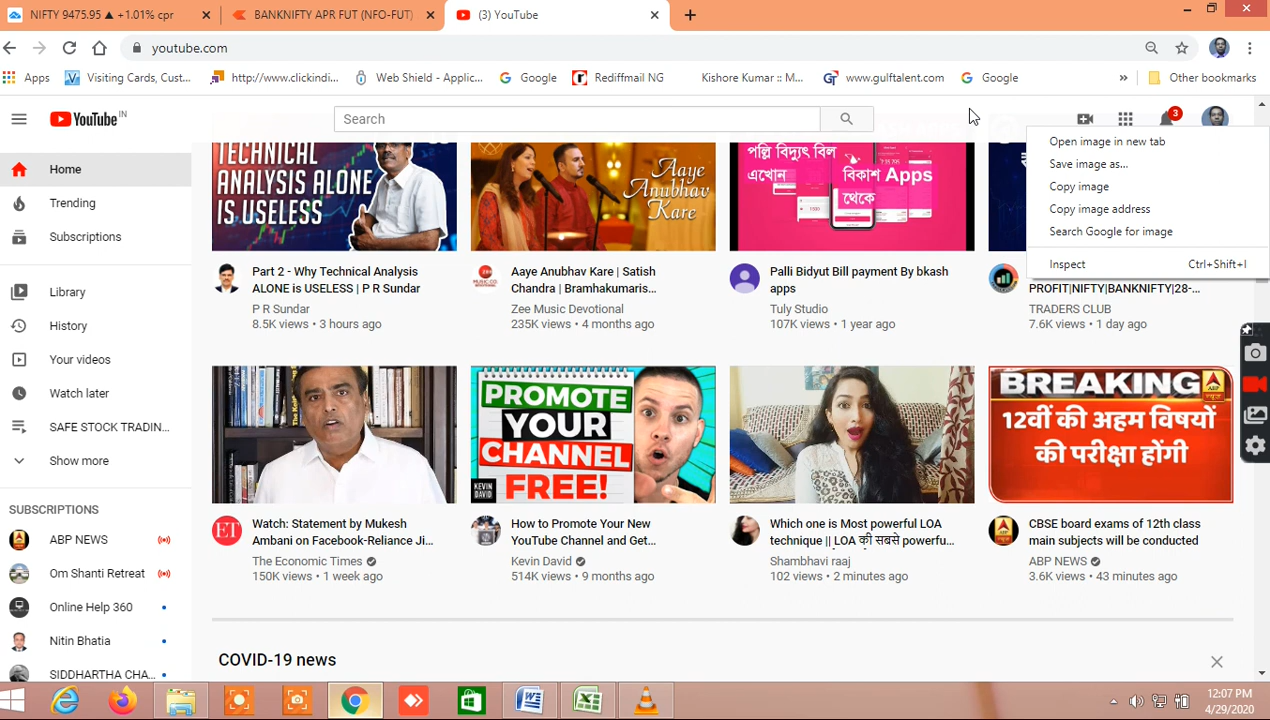 NIFTY 9475.95 ▲ +1.01% cpr
BANKNIFTY APR FUT (NFO-FUT)
(3) YouTube
youtube.com
Apps
Visiting Cards, Cust...
http://www.clickindi...
Web Shield - Applic...
Google
Rediffmail NG
Kishore Kumar :: M...
www.gulftalent.com
Google
»
Other bookmarks
YouTube IN
Search
3
Open image in new tab
Save image as...
Copy image
Copy image address
Search Google for image
Inspect Ctrl+Shift+I
Home
Trending
Subscriptions
Library
History
Your videos
Watch later
SAFE STOCK TRADIN...
Show more
SUBSCRIPTIONS
ABP NEWS
Om Shanti Retreat
Online Help 360
Nitin Bhatia
SIDDHARTHA CHA...
TECHNICAL
ANALYSIS ALONE
IS USELESS
Part 2 - Why Technical Analysis
ALONE is USELESS | P R Sundar
P R Sundar
8.5K views • 3 hours ago
Aaye
Anubhav
Kare
Aaye Anubhav Kare | Satish
Chandra | Bramhakumaris...
Zee Music Devotional
235K views • 4 months ago
পল্লি বিদ্যুৎ বিল
এখোন
বিকাশ Apps
থেকে
Palli Bidyut Bill payment By bkash
apps
Tuly Studio
107K views • 1 year ago
PROFIT|NIFTY|BANKNIFTY|28-...
TRADERS CLUB
7.6K views • 1 day ago
ET
Watch: Statement by Mukesh
Ambani on Facebook-Reliance Ji...
The Economic Times
150K views • 1 week ago
PROMOTE
YOUR
CHANNEL
FREE!
KEVIN
DAVID
How to Promote Your New
YouTube Channel and Get...
Kevin David
514K views • 9 months ago
Which one is Most powerful LOA
technique || LOA की सबसे powerfu...
Shambhavi raaj
102 views • 2 minutes ago
BREAKING
12वीं की अहम विषयों
की परीक्षा होंगी
CBSE board exams of 12th class
main subjects will be conducted
ABP NEWS
3.6K views • 43 minutes ago
COVID-19 news
12:07 PM
4/29/2020